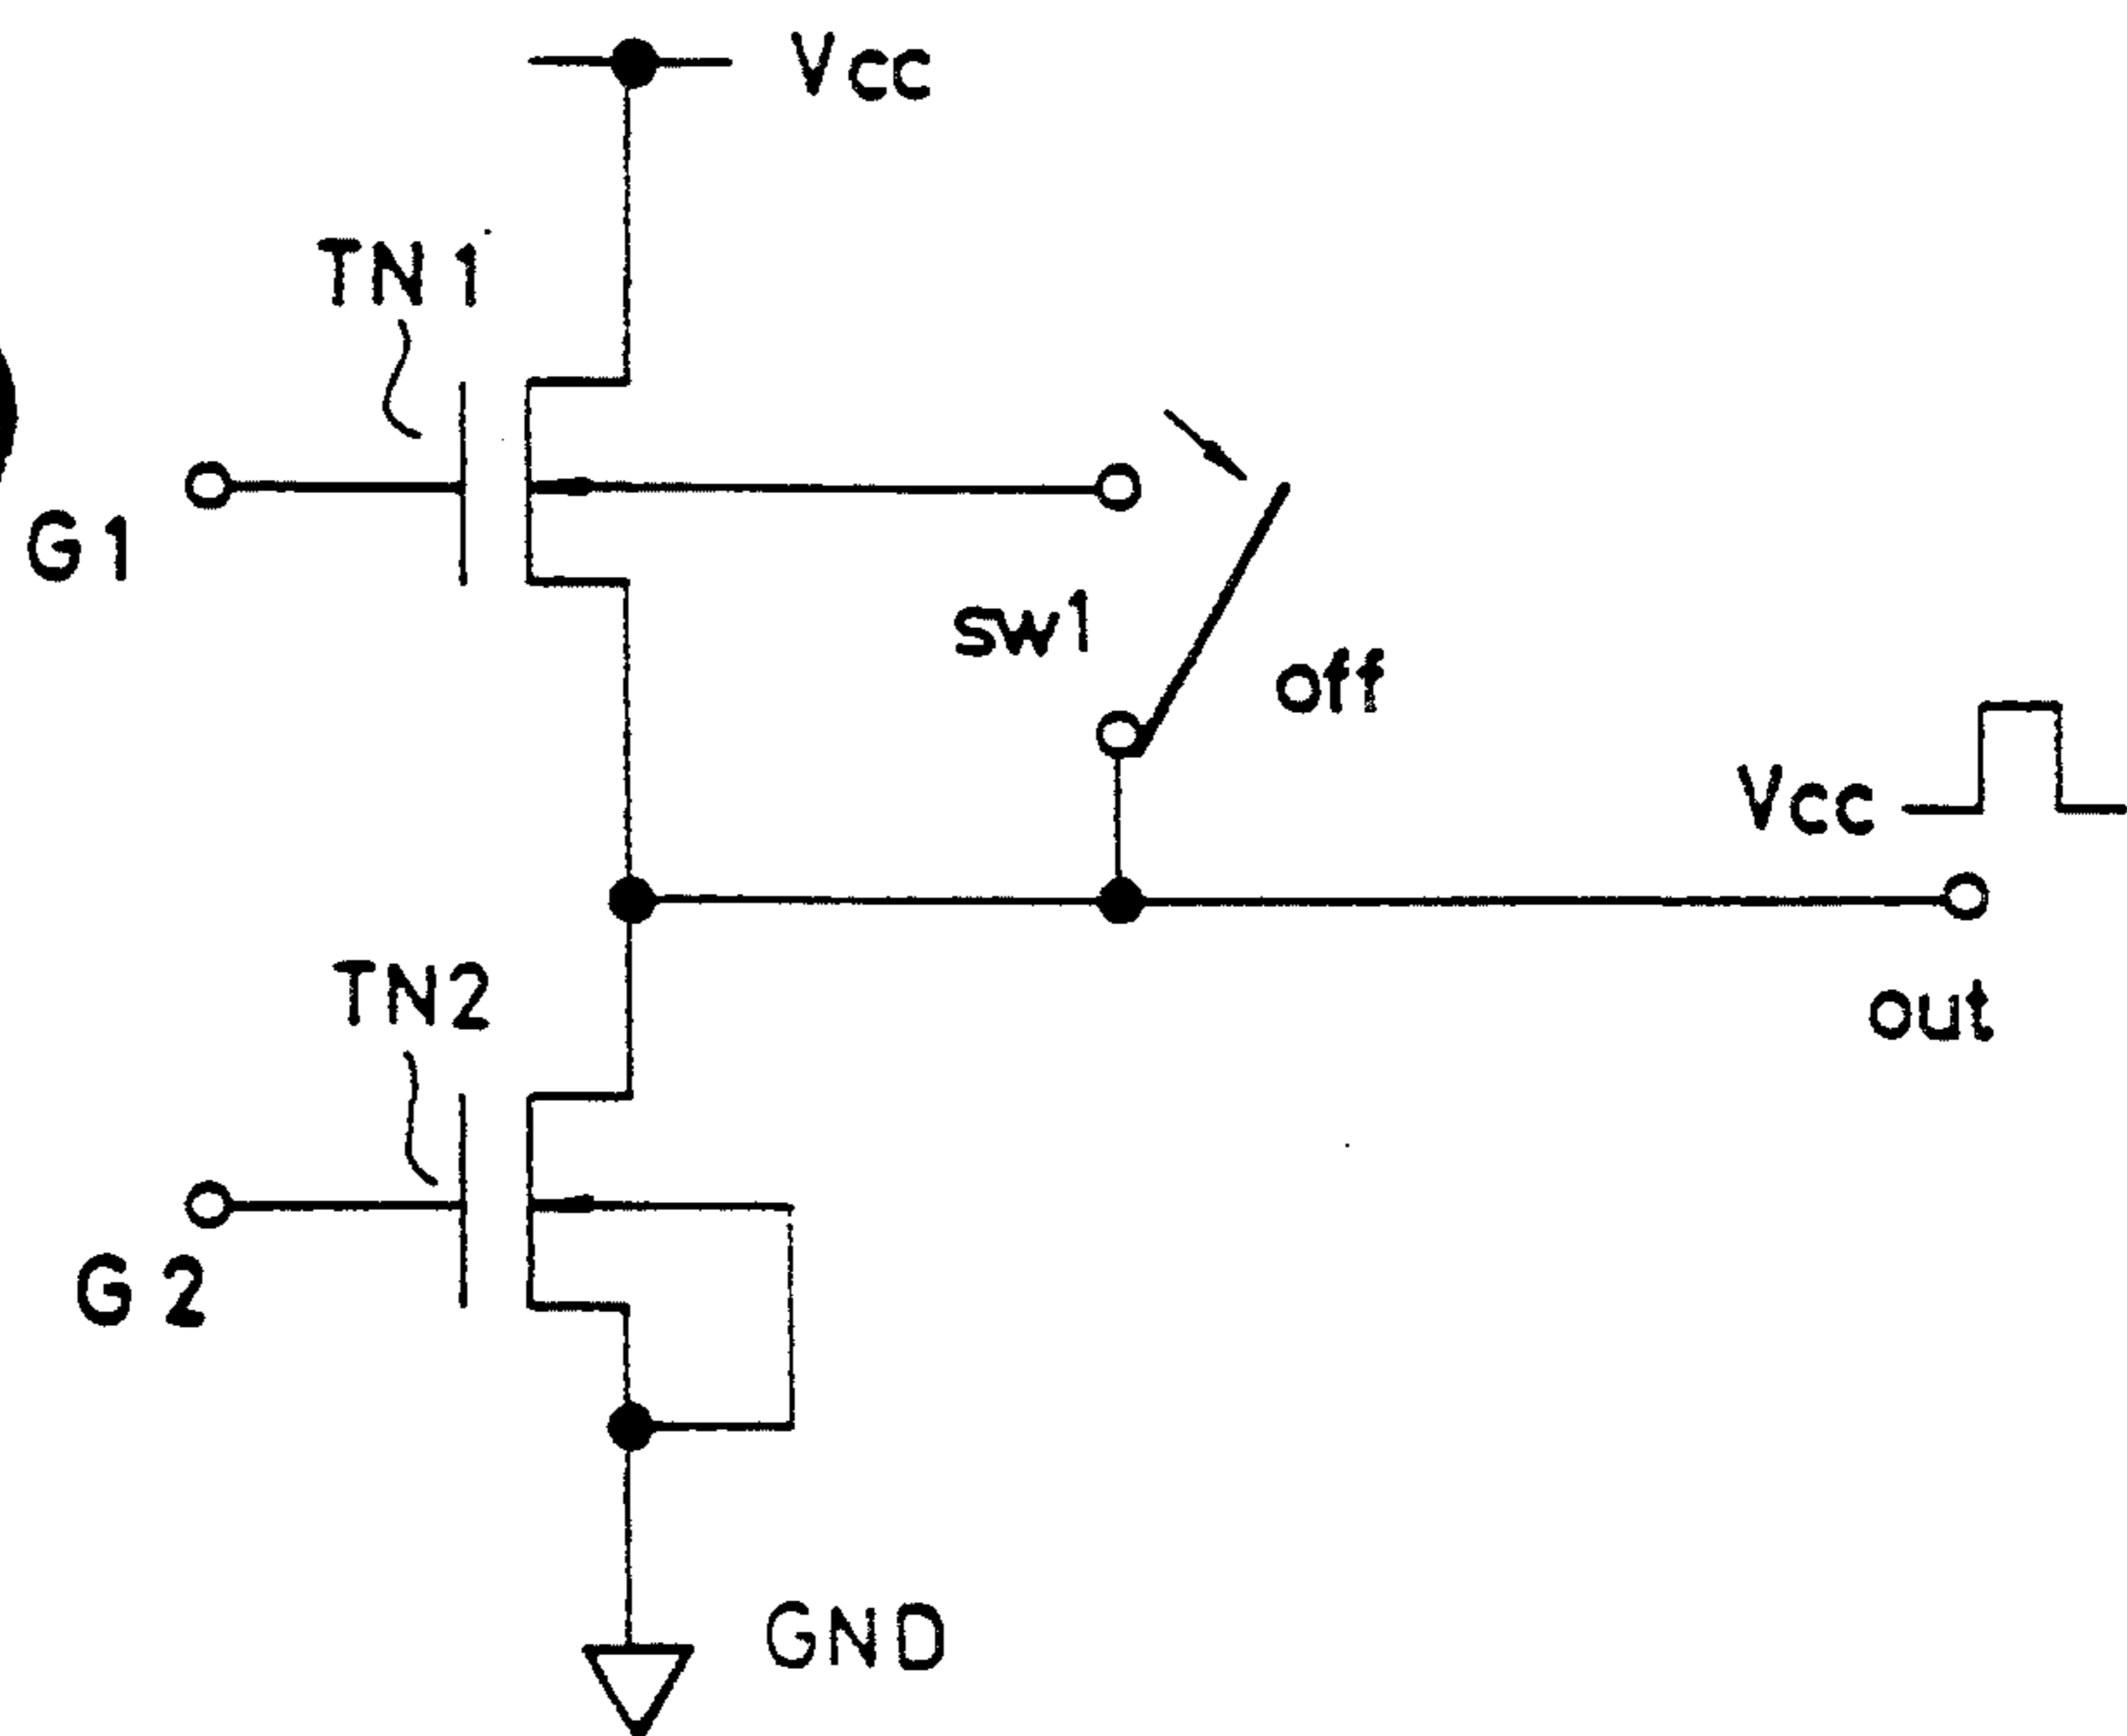 Vcc
TN1
G1
sw1
off
Vcc
out
TN2
G2
GND